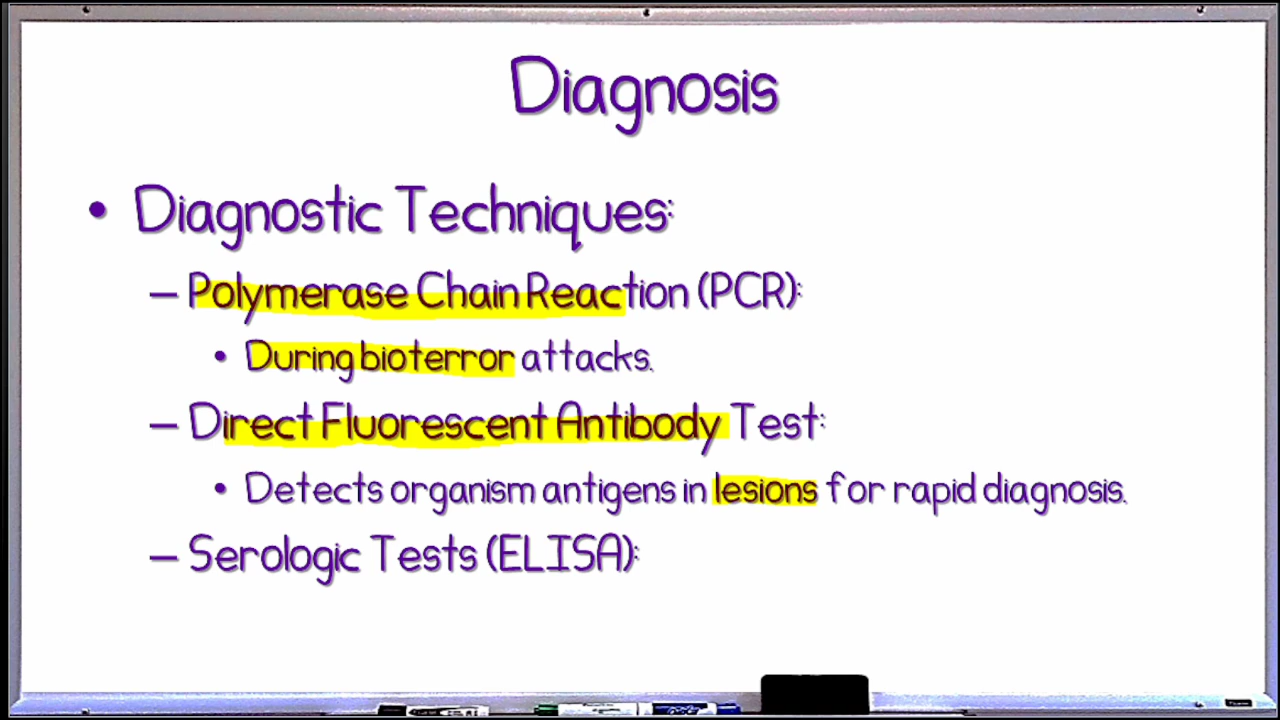 Diagnosis
• Diagnostic Techniques:
– Polymerase Chain Reaction (PCR):
• During bioterror attacks.
– Direct Fluorescent Antibody Test:
• Detects organism antigens in lesions for rapid diagnosis.
– Serologic Tests (ELISA):